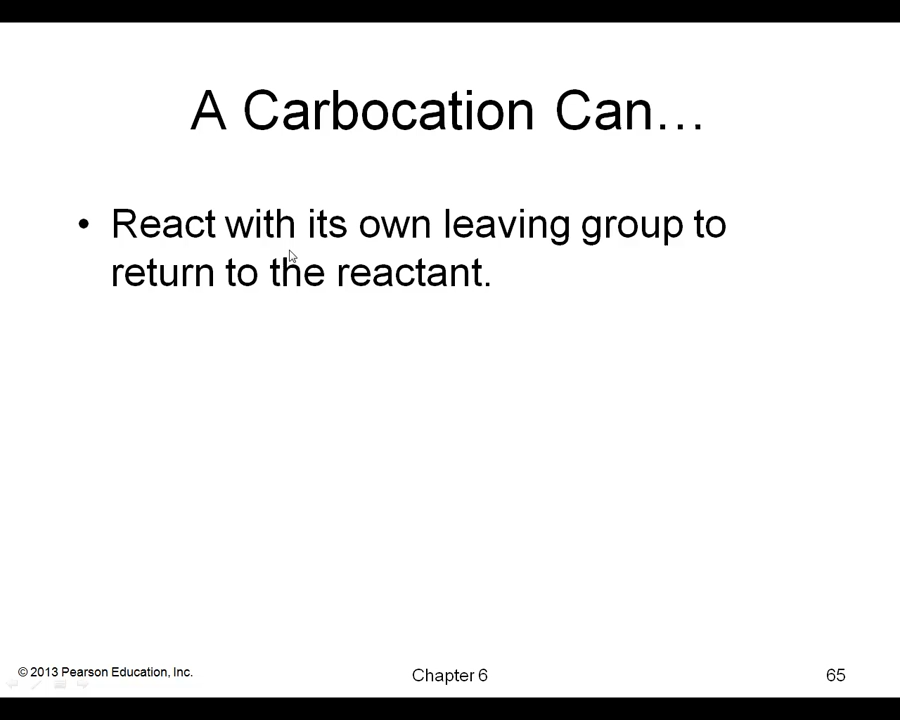 A Carbocation Can…
• React with its own leaving group to
return to the reactant.
© 2013 Pearson Education, Inc.
Chapter 6
65